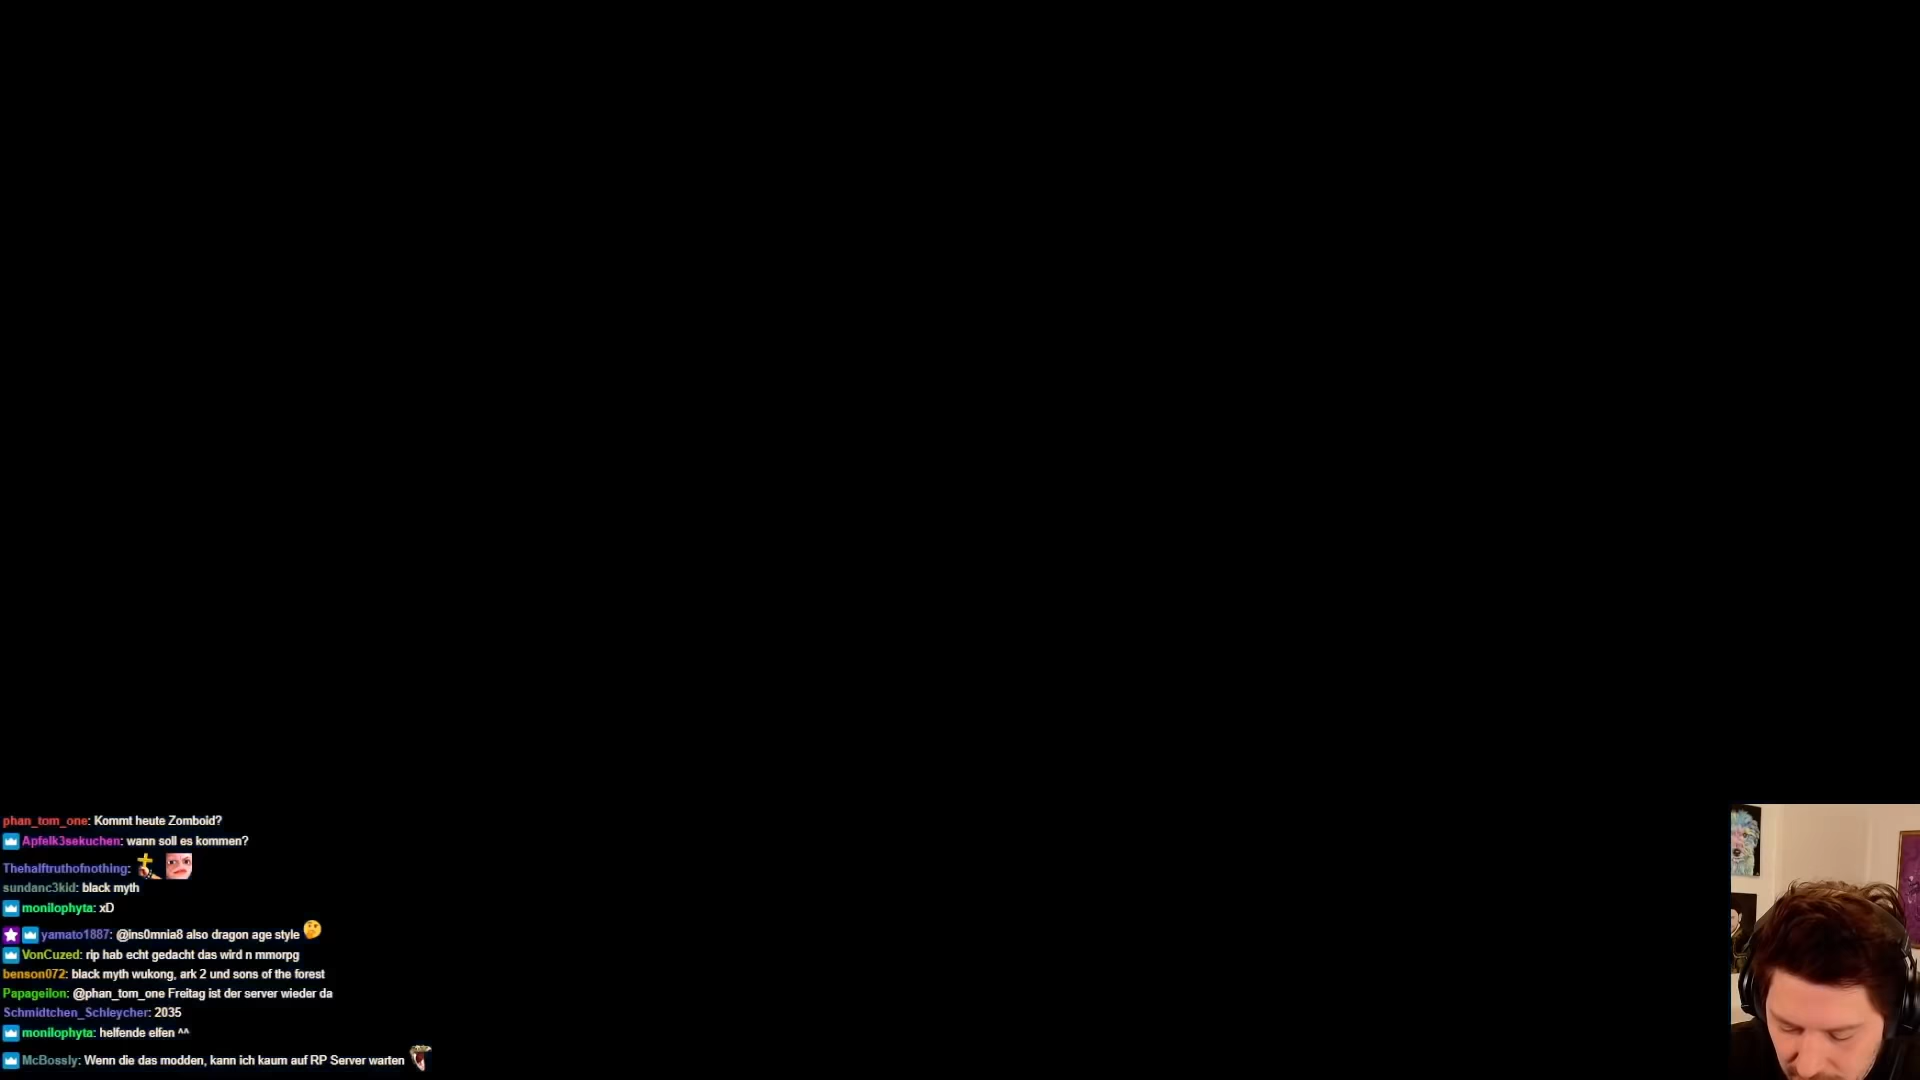 phan_tom_one: Kommt heute Zomboid?
Apfelk3sekuchen: wann soll es kommen?
Thehalftruthofnothing:
sundanc3kid: black myth
monilophyta: xD
yamato1887: @ins0mnia8 also dragon age style 🤔
VonCuzed: rip hab echt gedacht das wird n mmorpg
benson072: black myth wukong, ark 2 und sons of the forest
Papageilon: @phan_tom_one Freitag ist der server wieder da
Schmidtchen_Schleycher: 2035
monilophyta: helfende elfen ^^
McBossly: Wenn die das modden, kann ich kaum auf RP Server warten